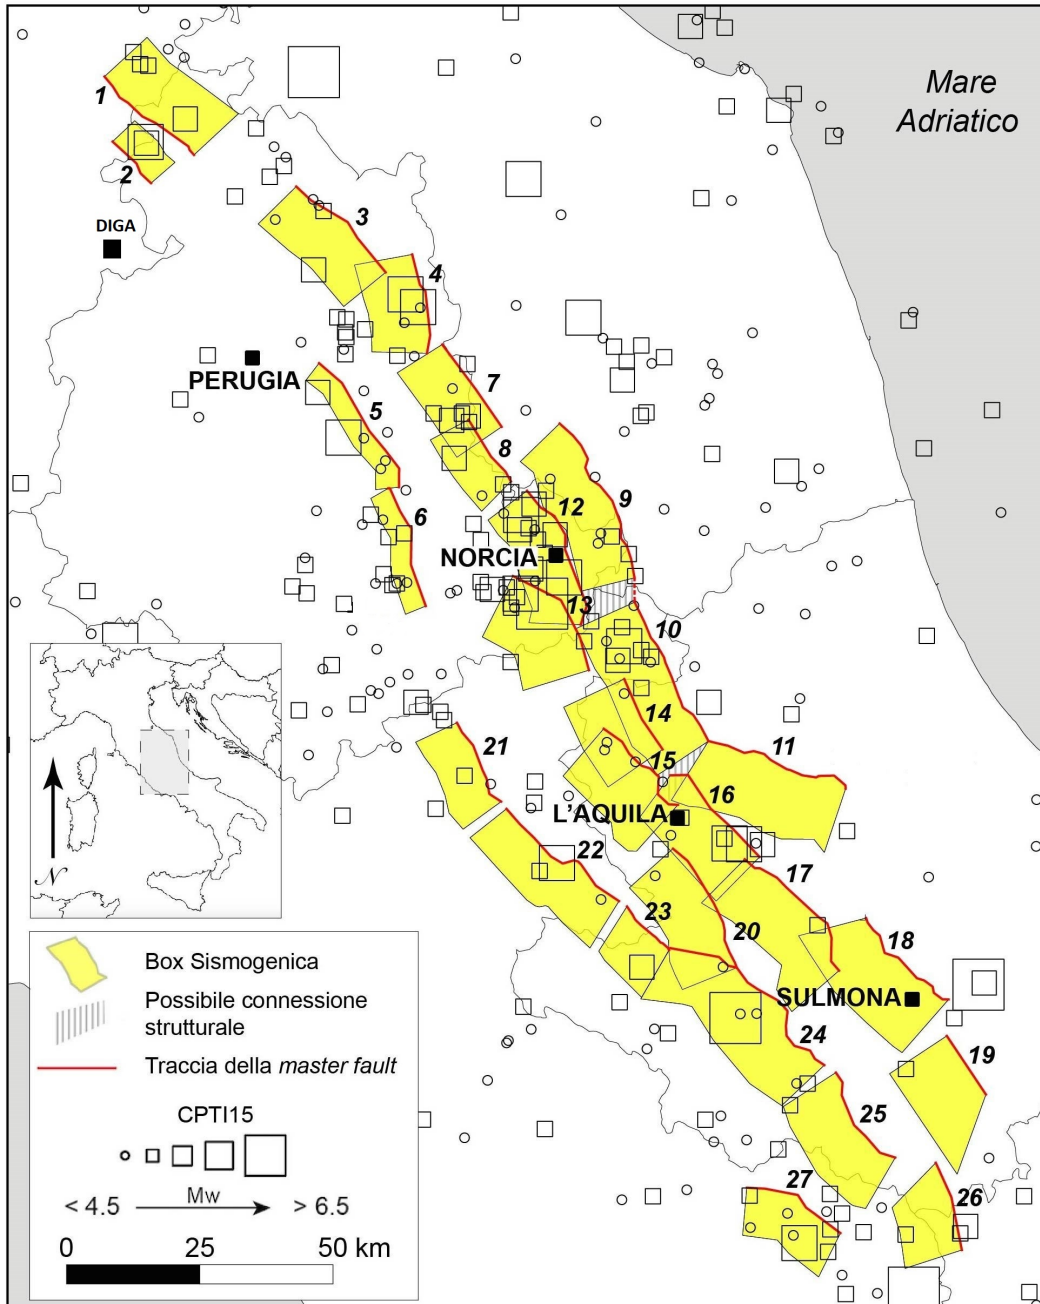 Mare
Adriatico
1
2
DIGA
3
4
PERUGIA
7
5
8
6
12
9
NORCIA
13
10
14
11
21
15
16
L'AQUILA
22
17
23
20
18
SULMONA
24
19
25
27
26
N
Box Sismogenica
Possibile connessione
strutturale
Traccia della master fault
CPTI15
< 4.5 Mw > 6.5
0 25 50 km